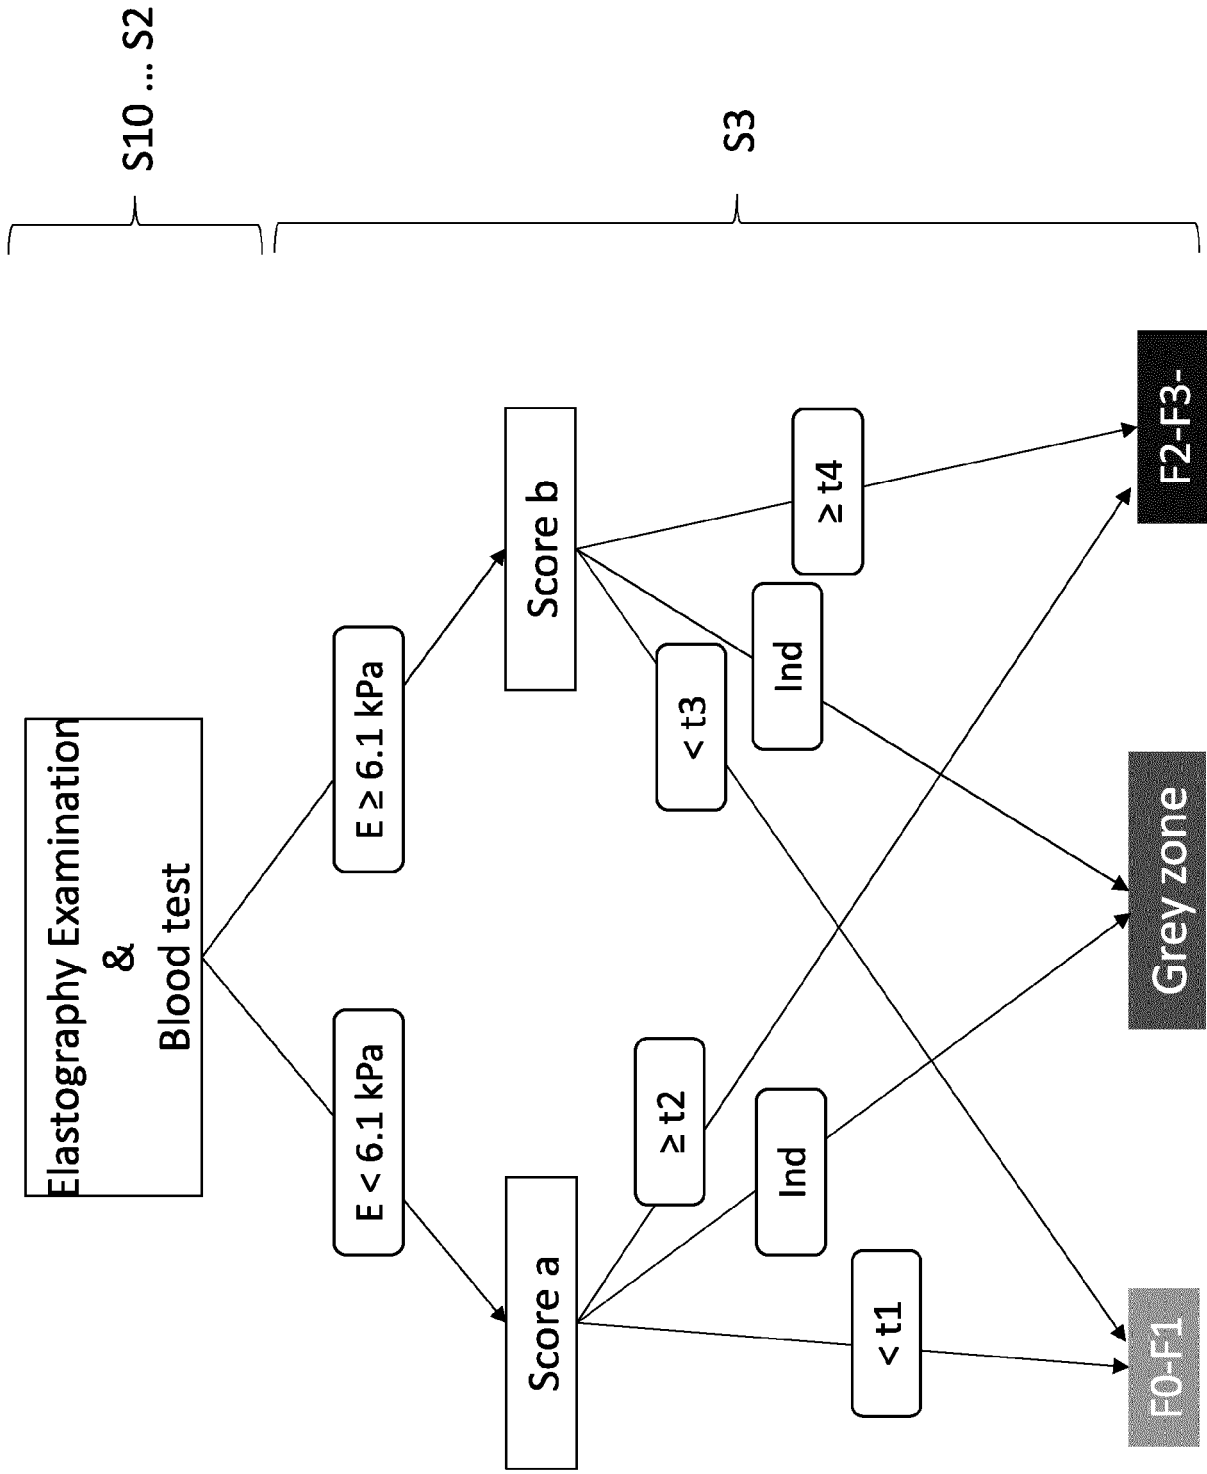 Elastography Examination
&
Blood test
S10 ... S2
E < 6.1 kPa
E ≥ 6.1 kPa
Score a
Score b
S3
≥ t2
< t3
Ind
Ind
< t1
≥ t4
F0-F1
Grey zone
F2-F3-